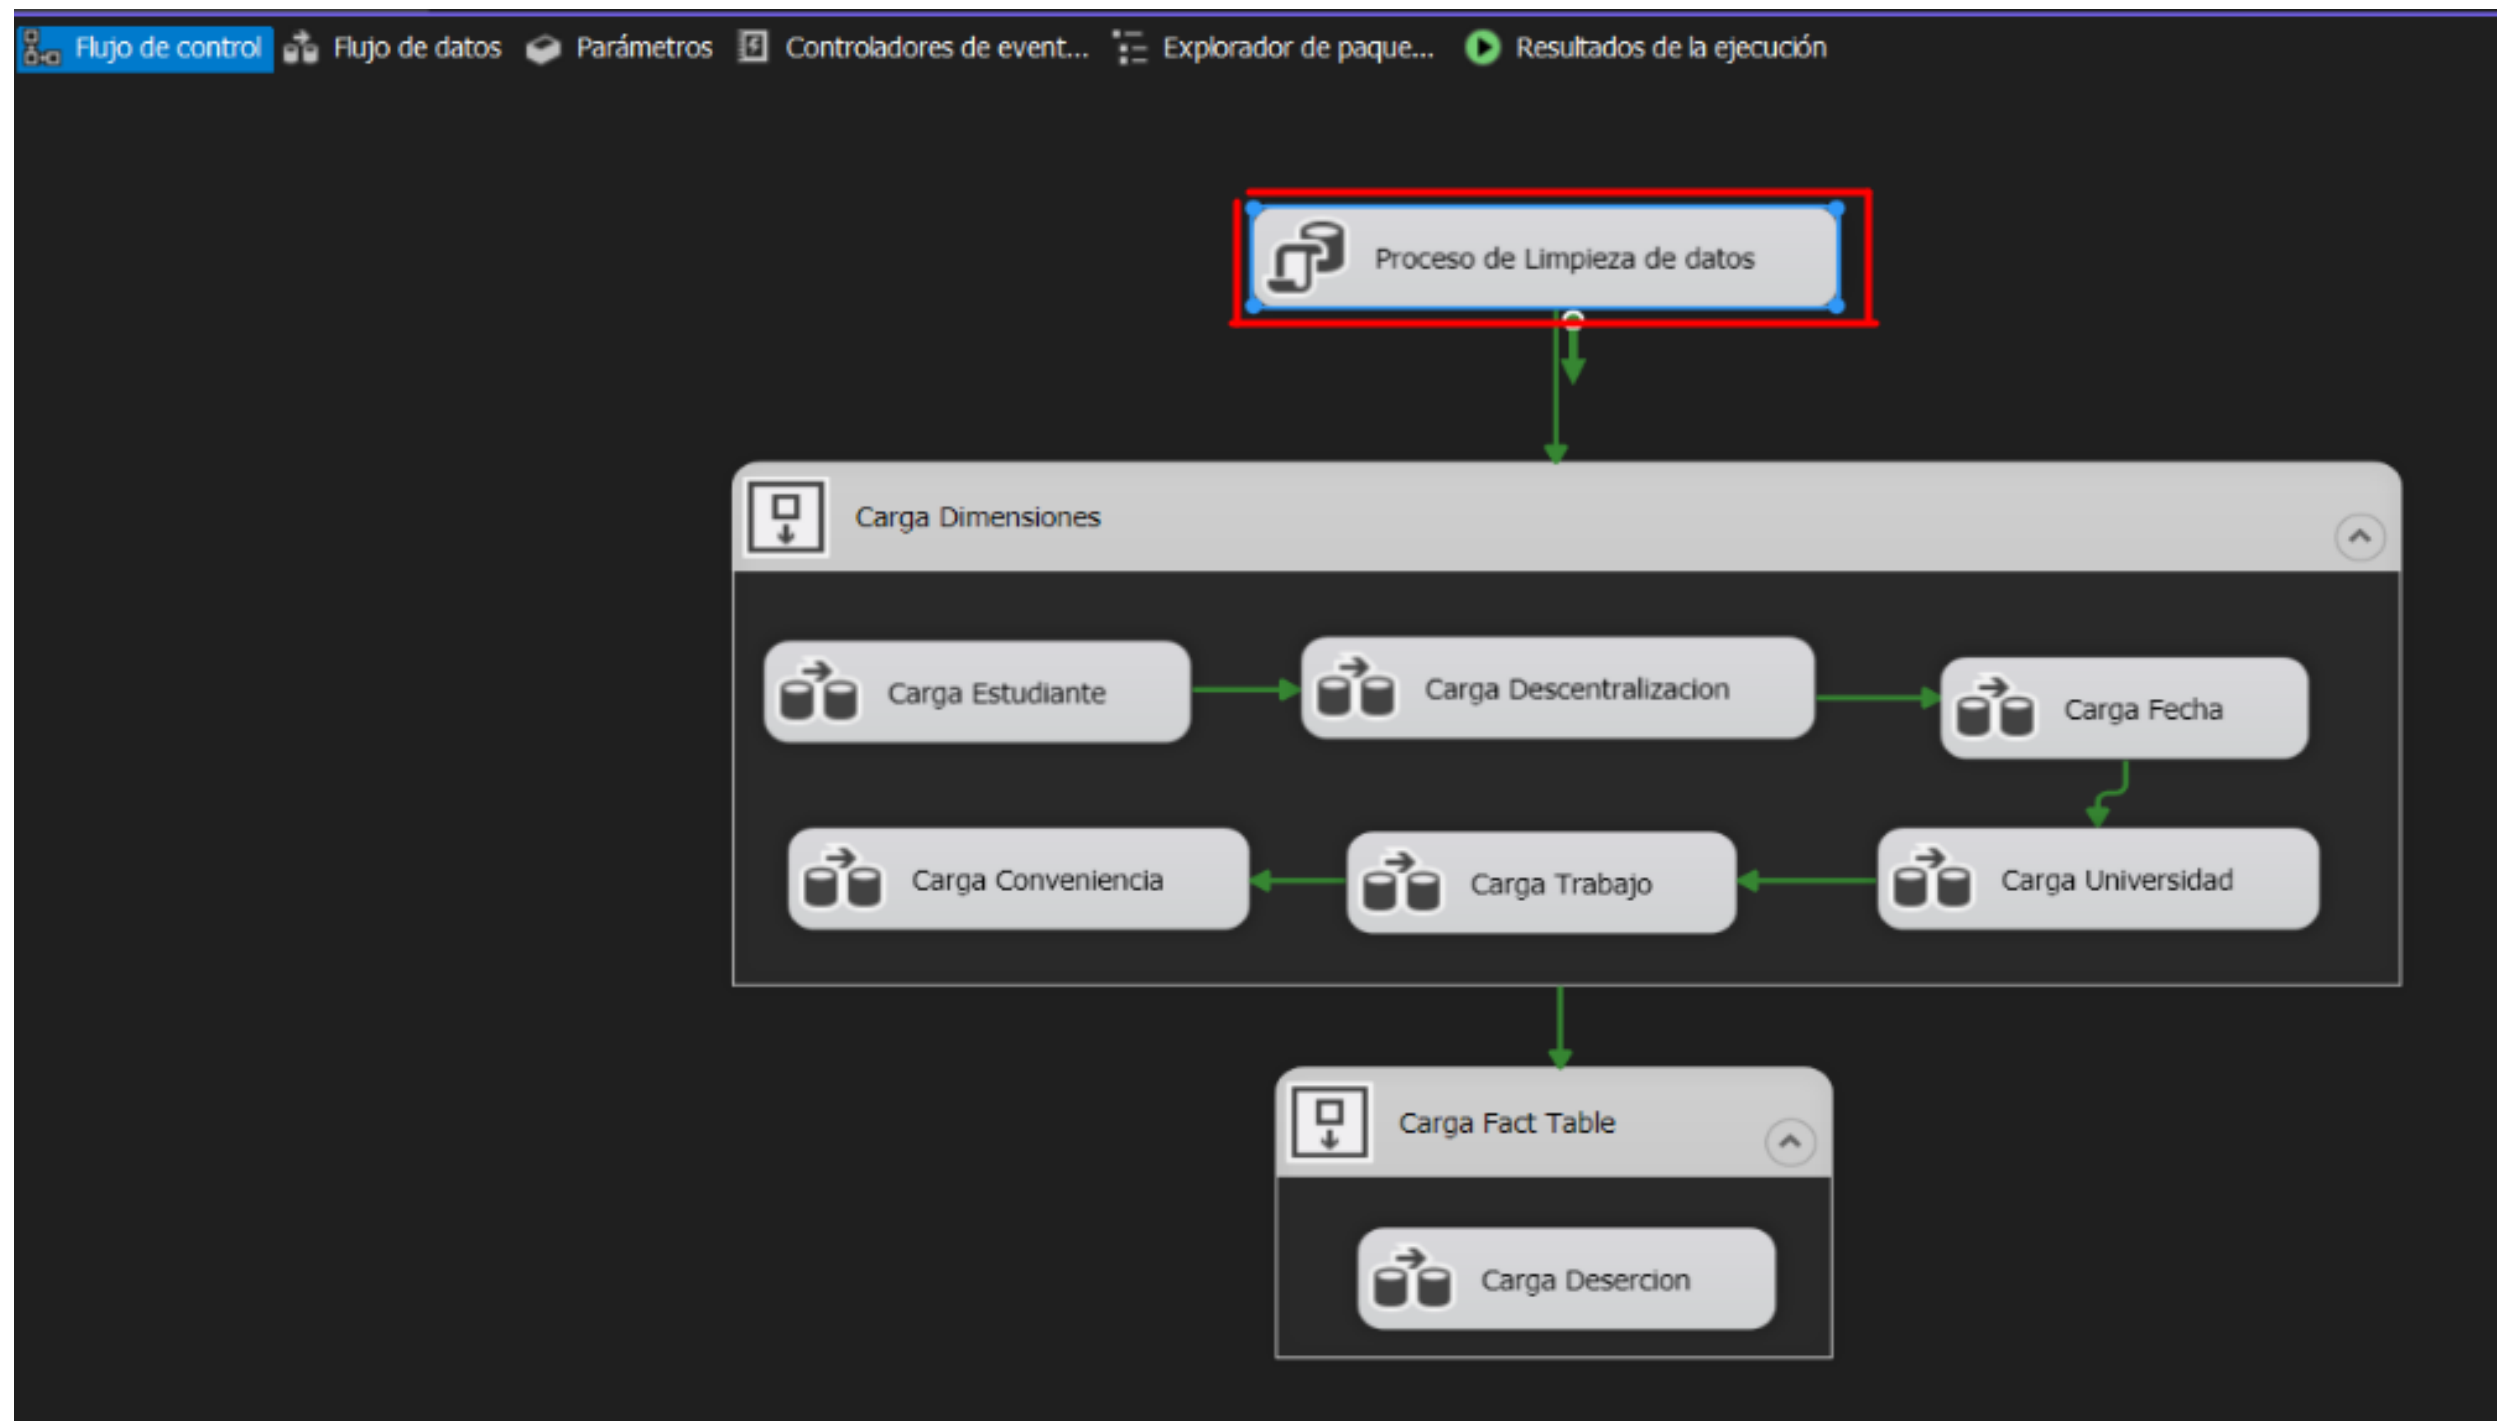 Flujo de control Flujo de datos Parámetros Controladores de event... Explorador de paque... Resultados de la ejecución
Proceso de Limpieza de datos
Carga Dimensiones
Carga Estudiante Carga Descentralizacion Carga Fecha
Carga Conveniencia Carga Trabajo Carga Universidad
Carga Fact Table
Carga Desercion